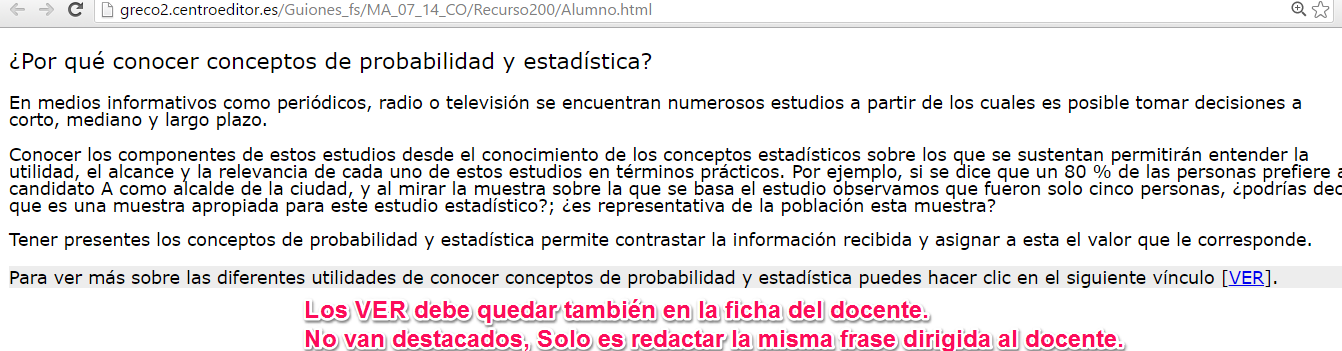 greco2.centroeditor.es/Guiones_fs/MA_07_14_CO/Recurso200/Alumno.html
¿Por qué conocer conceptos de probabilidad y estadística?
En medios informativos como periódicos, radio o televisión se encuentran numerosos estudios a partir de los cuales es posible tomar decisiones a
corto, mediano y largo plazo.
Conocer los componentes de estos estudios desde el conocimiento de los conceptos estadísticos sobre los que se sustentan permitirán entender la
utilidad, el alcance y la relevancia de cada uno de estos estudios en términos prácticos. Por ejemplo, si se dice que un 80 % de las personas prefiere a
candidato A como alcalde de la ciudad, y al mirar la muestra sobre la que se basa el estudio observamos que fueron solo cinco personas, ¿podrías dec
que es una muestra apropiada para este estudio estadístico?; ¿es representativa de la población esta muestra?
Tener presentes los conceptos de probabilidad y estadística permite contrastar la información recibida y asignar a esta el valor que le corresponde.
Para ver más sobre las diferentes utilidades de conocer conceptos de probabilidad y estadística puedes hacer clic en el siguiente vínculo [VER].
Los VER debe quedar también en la ficha del docente.
No van destacados, Solo es redactar la misma frase dirigida al docente.